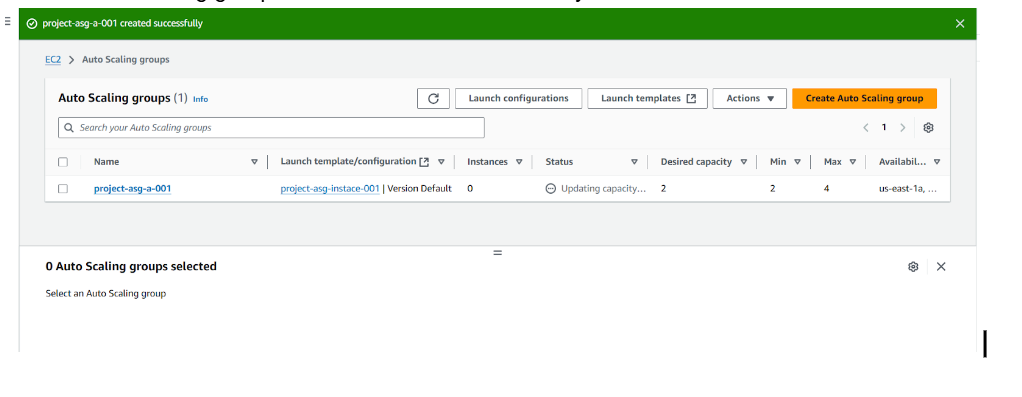 project-asg-a-001 created successfully
EC2 > Auto Scaling groups
Auto Scaling groups (1) Info
Launch configurations
Launch templates
Actions
Create Auto Scaling group
Search your Auto Scaling groups
< 1 >
Name Launch template/configuration Instances Status Desired capacity Min Max Availabil...
project-asg-a-001 project-asg-instace-001 | Version Default 0 Updating capacity... 2 2 4 us-east-1a, ...
0 Auto Scaling groups selected
Select an Auto Scaling group